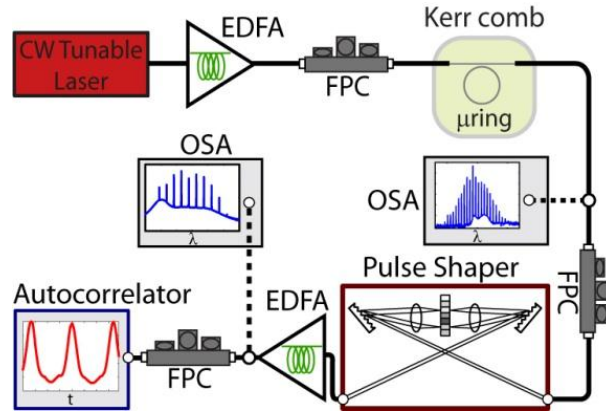 CW Tunable
Laser
EDFA
FPC
Kerr comb
μring
OSA
λ
OSA
λ
FPC
Pulse Shaper
EDFA
FPC
Autocorrelator
t